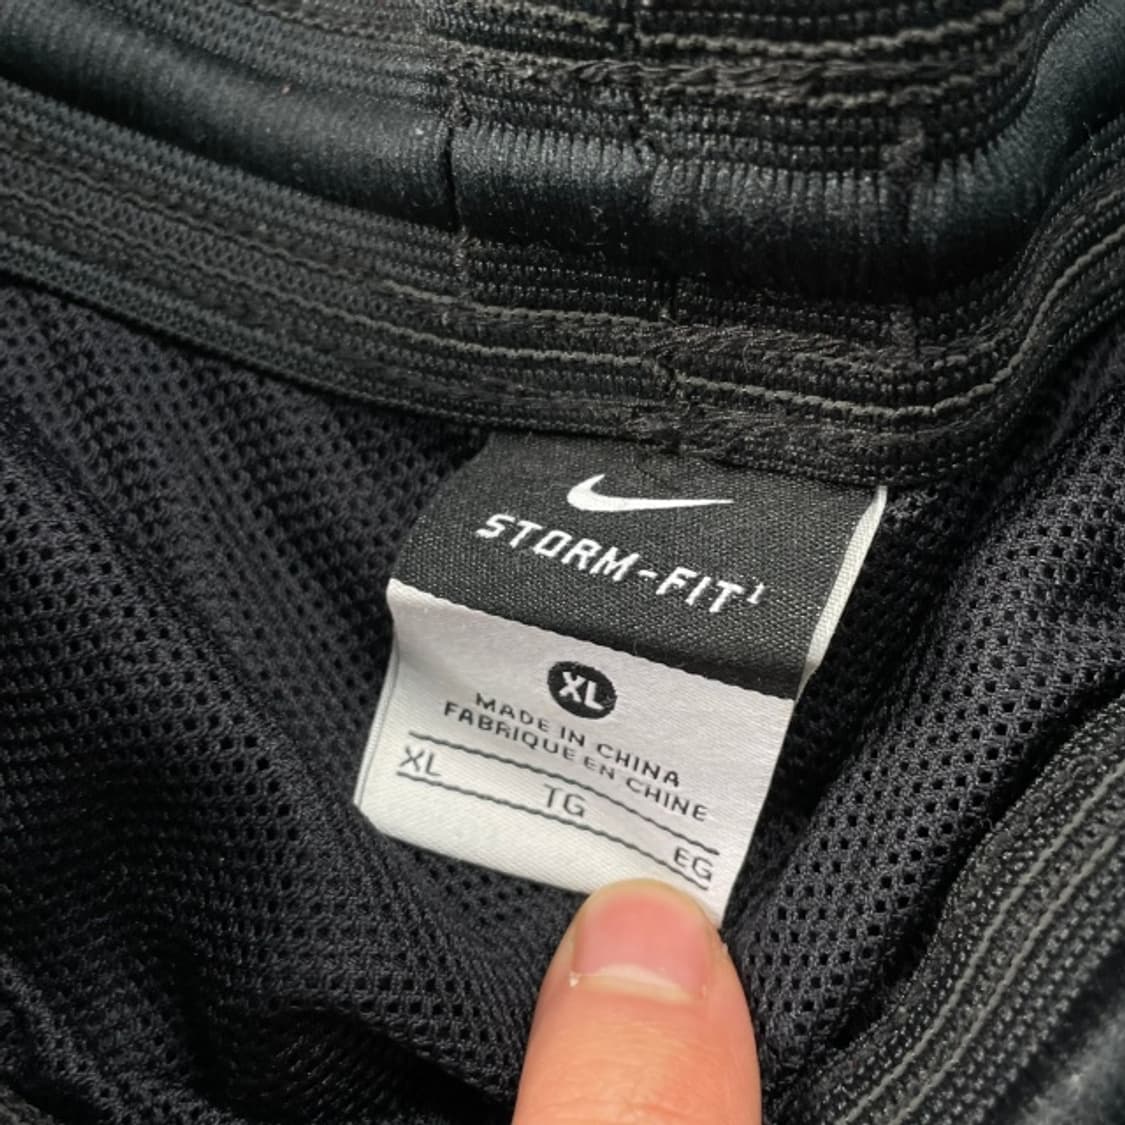 STORM-FIT¹
XL
MADE IN CHINA
FABRIQUE EN CHINE
XL TG EG